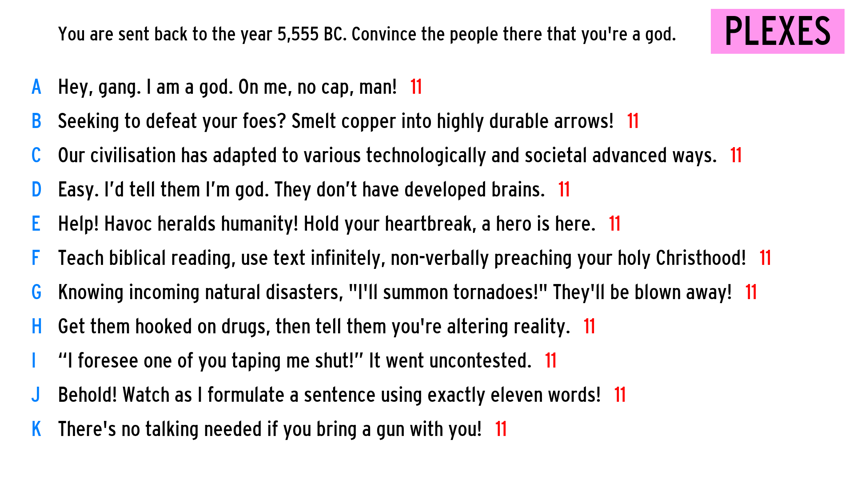 You are sent back to the year 5,555 BC. Convince the people there that you're a god.
PLEXES
A Hey, gang. I am a god. On me, no cap, man! 11
B Seeking to defeat your foes? Smelt copper into highly durable arrows! 11
C Our civilisation has adapted to various technologically and societal advanced ways. 11
D Easy. I’d tell them I’m god. They don’t have developed brains. 11
E Help! Havoc heralds humanity! Hold your heartbreak, a hero is here. 11
F Teach biblical reading, use text infinitely, non-verbally preaching your holy Christhood! 11
G Knowing incoming natural disasters, "I'll summon tornadoes!" They'll be blown away! 11
H Get them hooked on drugs, then tell them you're altering reality. 11
I “I foresee one of you taping me shut!” It went uncontested. 11
J Behold! Watch as I formulate a sentence using exactly eleven words! 11
K There's no talking needed if you bring a gun with you! 11